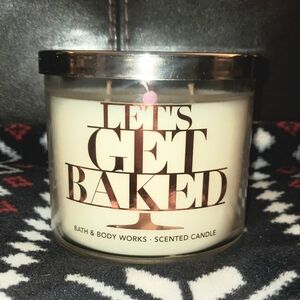 LET'S
GET
BAKED
BATH & BODY WORKS · SCENTED CANDLE